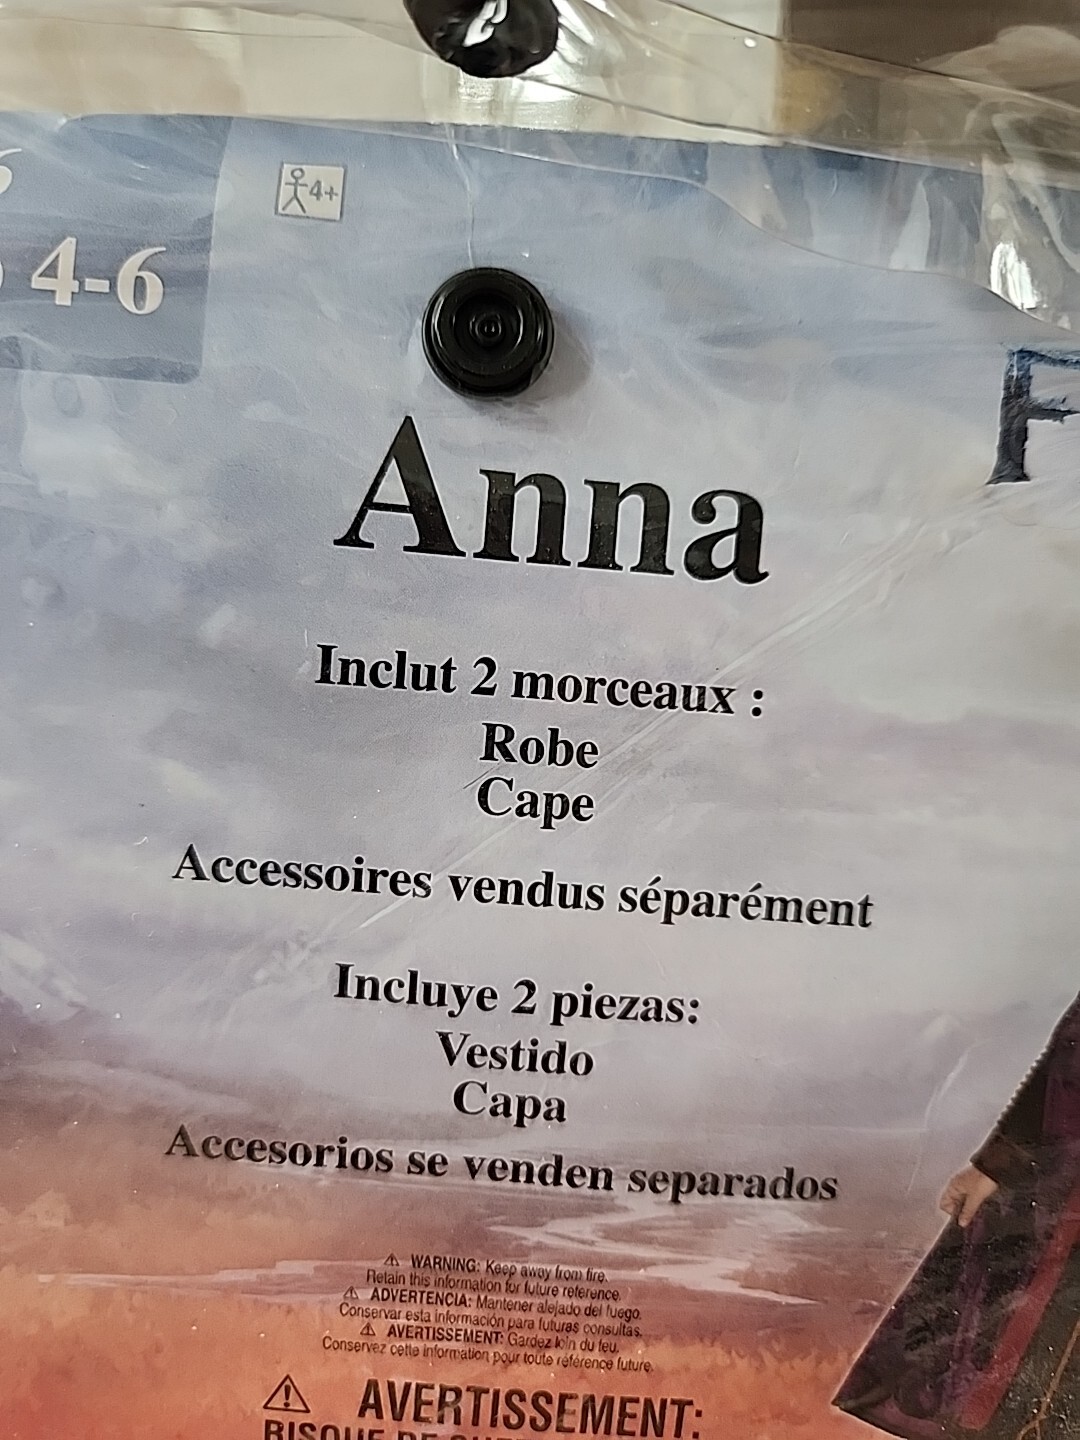 4+
4-6
F
Anna
Inclut 2 morceaux :
Robe
Cape
Accessoires vendus séparément
Incluye 2 piezas:
Vestido
Capa
Accesorios se venden separados
⚠ WARNING: Keep away from fire.
Retain this information for future reference.
⚠ ADVERTENCIA: Mantener alejado del fuego.
Conservar esta información para futuras consultas.
⚠ AVERTISSEMENT: Gardez loin du feu.
Conservez cette information pour toute référence future.
⚠ AVERTISSEMENT:
RISQUE DE